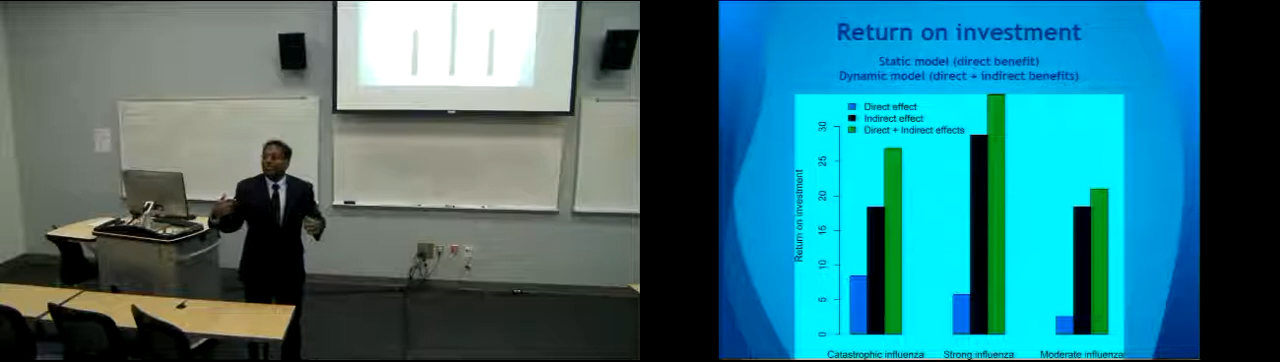 Return on investment
Static model (direct benefit)
Dynamic model (direct + indirect benefits)
Direct effect
Indirect effect
Direct + Indirect effects
Return on investment
30
25
20
15
10
5
0
Catastrophic influenza
Strong influenza
Moderate influenza